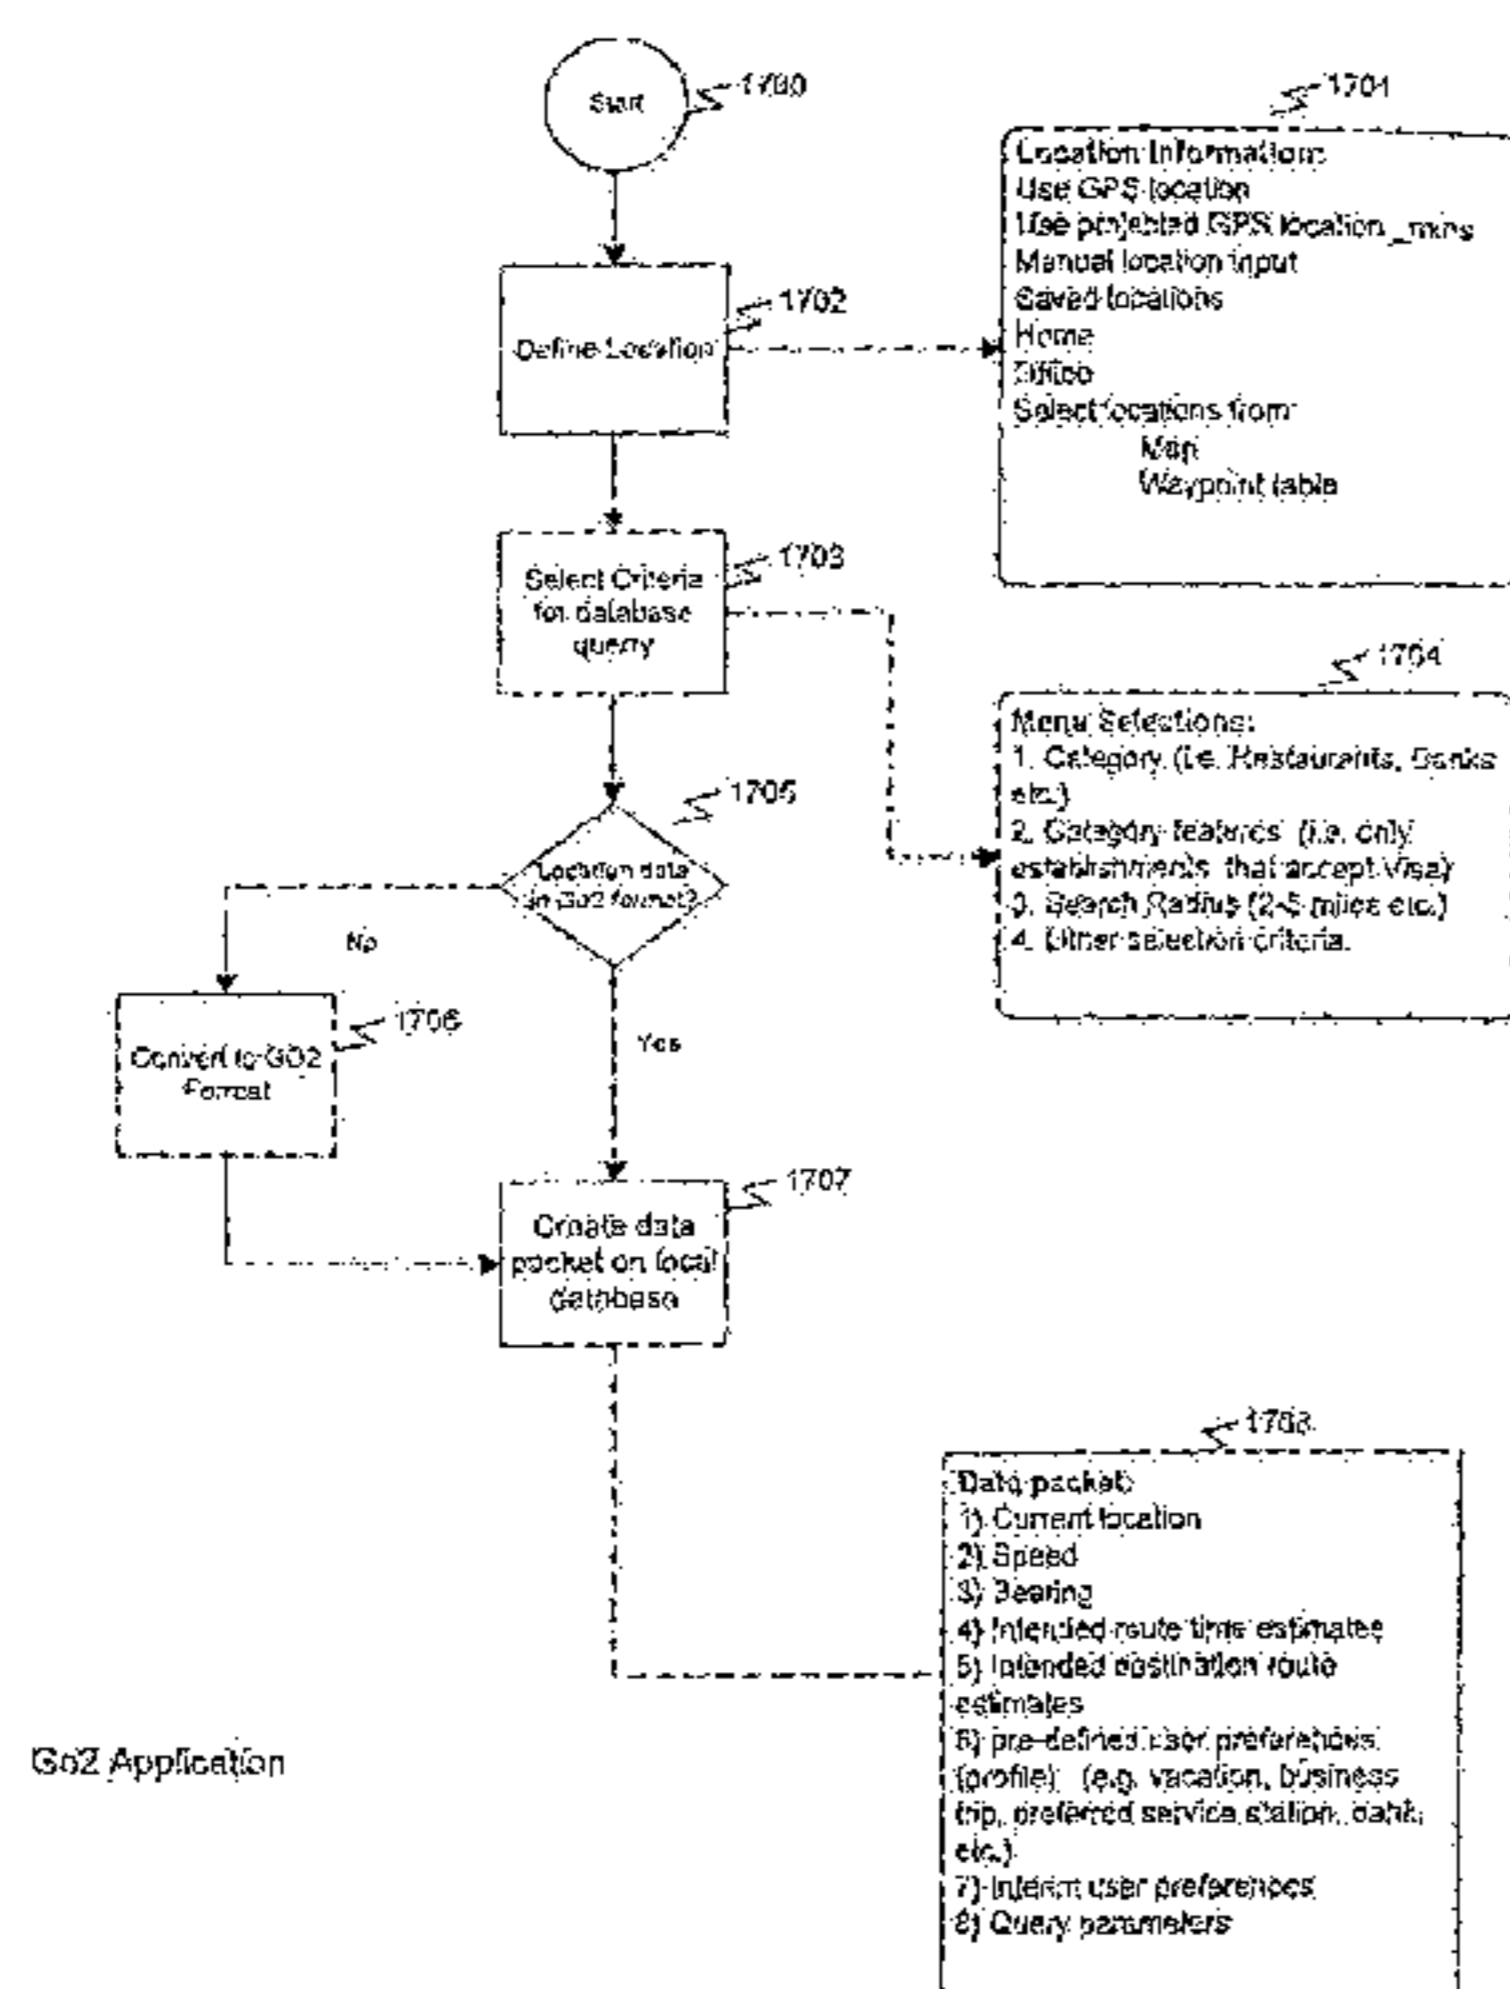 Start
1700
1701
Location Information:
Use GPS location
Use projected GPS location _ mins
Manual location input
Saved locations
Home
Office
Select locations from:
Map
Waypoint table
1702
Define Location
1703
Select Criteria
for database
query
1704
Menu Selections:
1. Category (i.e. Restaurants, Banks
etc.)
2. Category features (i.e. only
establishments that accept Visa)
3. Search Radius (2-5 miles etc.)
4. Other selection criteria.
1705
Location data
in Go2 format?
No
Yes
1706
Convert to GO2
Format
1707
Create data
packet on local
database
1708
Data packet:
1) Current location
2) Speed
3) Bearing
4) Intended route time estimates
5) Intended destination route
estimates
6) pre-defined user preferences
(profile) (e.g. vacation, business
trip, preferred service station, bank,
etc.)
7) Interim user preferences
8) Query parameters
Go2 Application